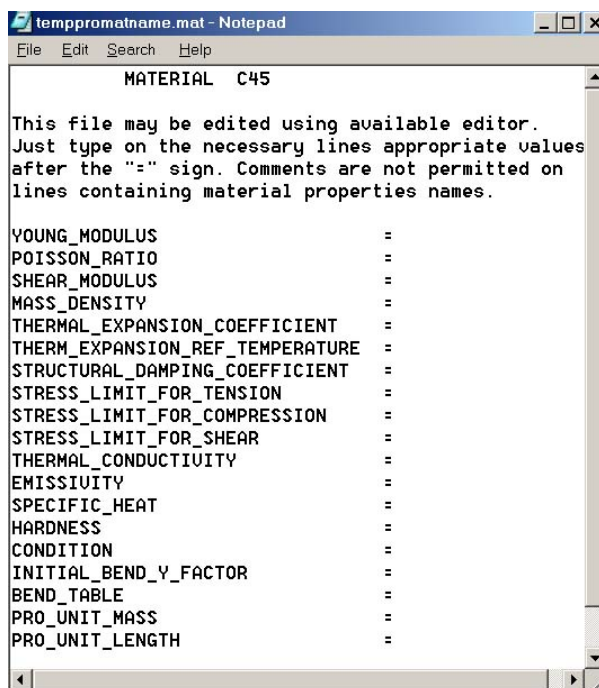 temppromatname.mat - Notepad
File Edit Search Help
MATERIAL C45
This file may be edited using available editor.
Just type on the necessary lines appropriate values
after the "=" sign. Comments are not permitted on
lines containing material properties names.
YOUNG_MODULUS =
POISSON_RATIO =
SHEAR_MODULUS =
MASS_DENSITY =
THERMAL_EXPANSION_COEFFICIENT =
THERM_EXPANSION_REF_TEMPERATURE =
STRUCTURAL_DAMPING_COEFFICIENT =
STRESS_LIMIT_FOR_TENSION =
STRESS_LIMIT_FOR_COMPRESSION =
STRESS_LIMIT_FOR_SHEAR =
THERMAL_CONDUCTIVITY =
EMISSIVITY =
SPECIFIC_HEAT =
HARDNESS =
CONDITION =
INITIAL_BEND_Y_FACTOR =
BEND_TABLE =
PRO_UNIT_MASS =
PRO_UNIT_LENGTH =